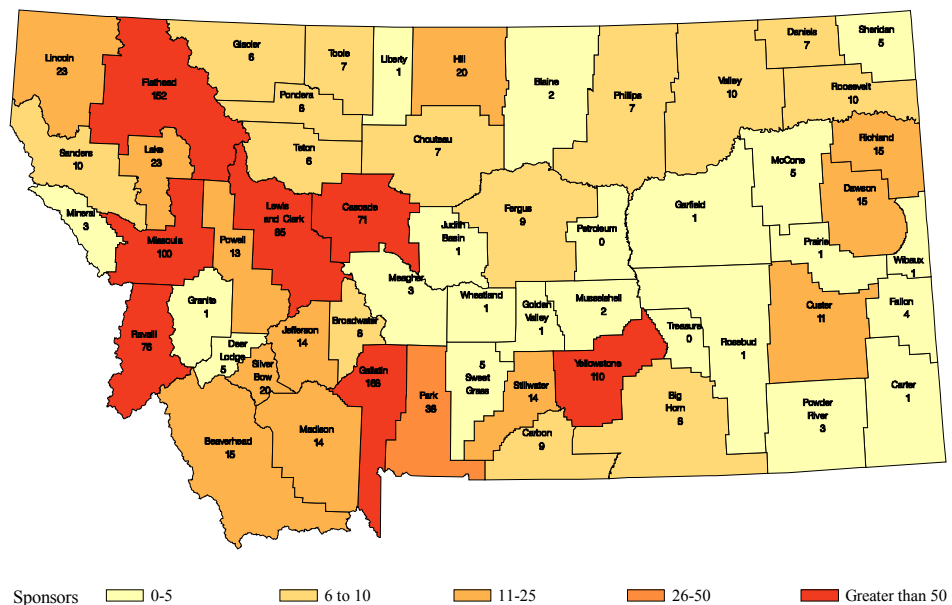 Lincoln
23
Flathead
152
Glacier
6
Toole
7
Liberty
1
Hill
20
Blaine
2
Phillips
7
Valley
10
Daniels
7
Sheridan
5
Roosevelt
10
Pondera
6
Teton
6
Chouteau
7
Sanders
10
Lake
23
Mineral
3
Missoula
100
Powell
13
Lewis
and Clark
85
Cascade
71
Judith
Basin
1
Fergus
9
Petroleum
0
Garfield
1
McCone
5
Richland
15
Dawson
15
Prairie
1
Wibaux
1
Ravalli
76
Granite
1
Deer
Lodge
5
Silver
Bow
20
Jefferson
14
Broadwater
8
Meagher
3
Wheatland
1
Golden
Valley
1
Musselshell
2
Treasure
0
Rosebud
1
Custer
11
Fallon
4
Gallatin
Park
36
5
Sweet
Grass
Stillwater
14
Yellowstone
110
Big
Horn
8
Powder
River
3
Carter
1
Beaverhead
15
Madison
14
Carbon
9
Sponsors
0-5
6 to 10
11-25
26-50
Greater than 50